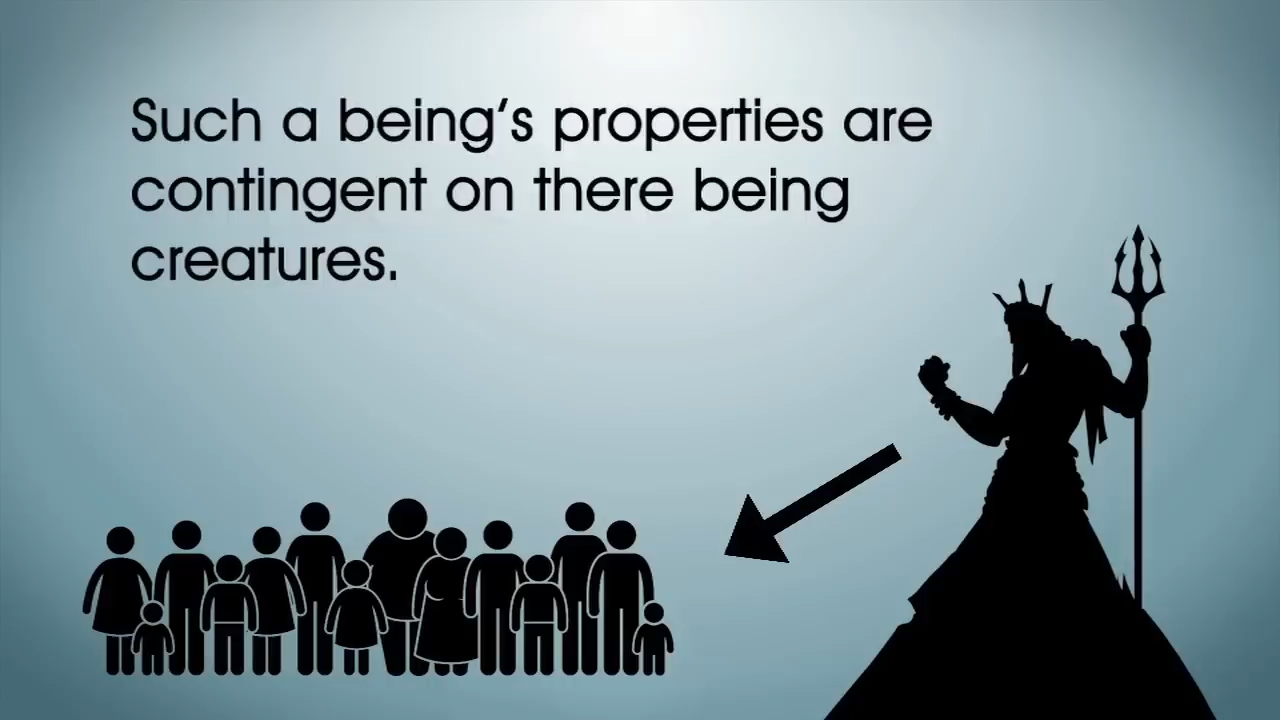 Such a being‘s properties are
contingent on there being
creatures.